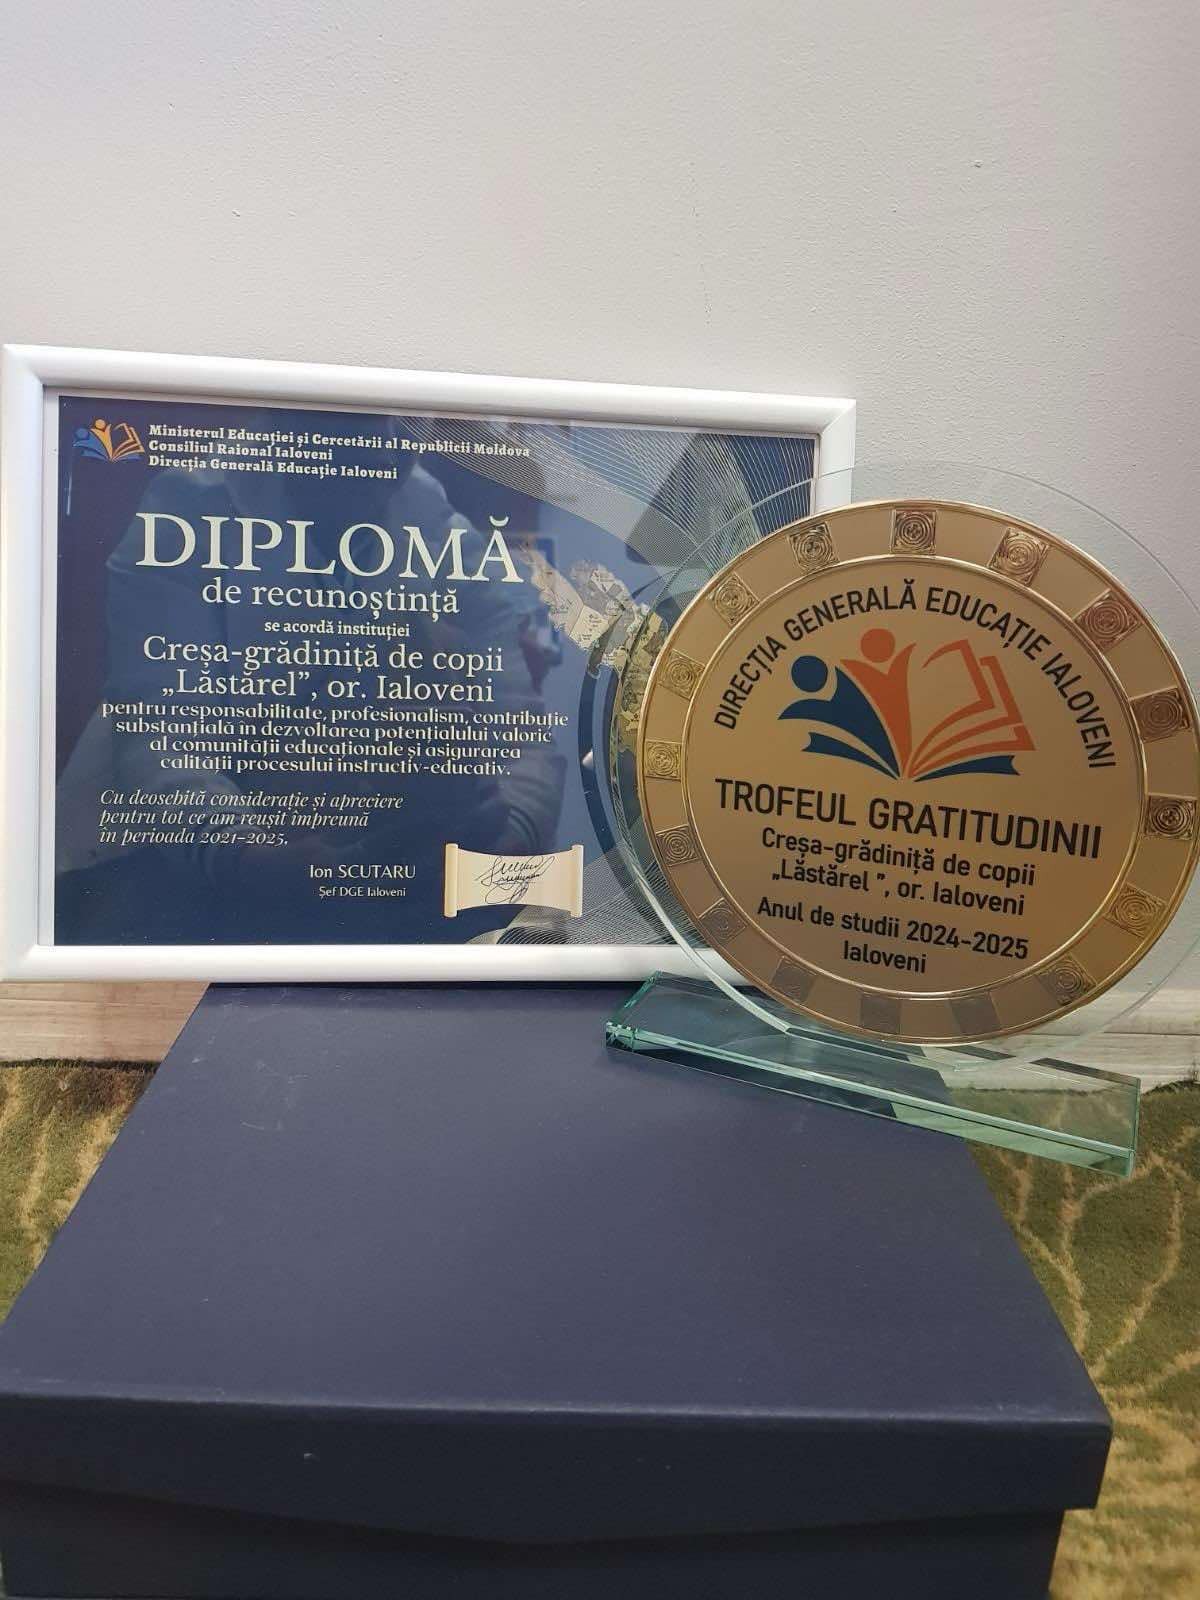 Ministerul Educației și Cercetării al Republicii Moldova
Consiliul Raional Ialoveni
Direcția Generală Educație Ialoveni
DIPLOMĂ
de recunoștință
se acordă instituției
Creșa-grădiniță de copii
„Lăstărel”, or. Ialoveni
pentru responsabilitate, profesionalism, contribuție
substanțială în dezvoltarea potențialului valoric
al comunității educaționale și asigurarea
calității procesului instructiv-educativ.
Cu deosebită considerație și apreciere
pentru tot ce am reușit împreună
în perioada 2021-2025.
Ion SCUTARU
Șef DGE Ialoveni
DIRECȚIA GENERALĂ EDUCAȚIE IALOVENI
TROFEUL GRATITUDINII
Creșa-grădiniță de copii
„Lăstărel ”, or. Ialoveni
Anul de studii 2024-2025
Ialoveni